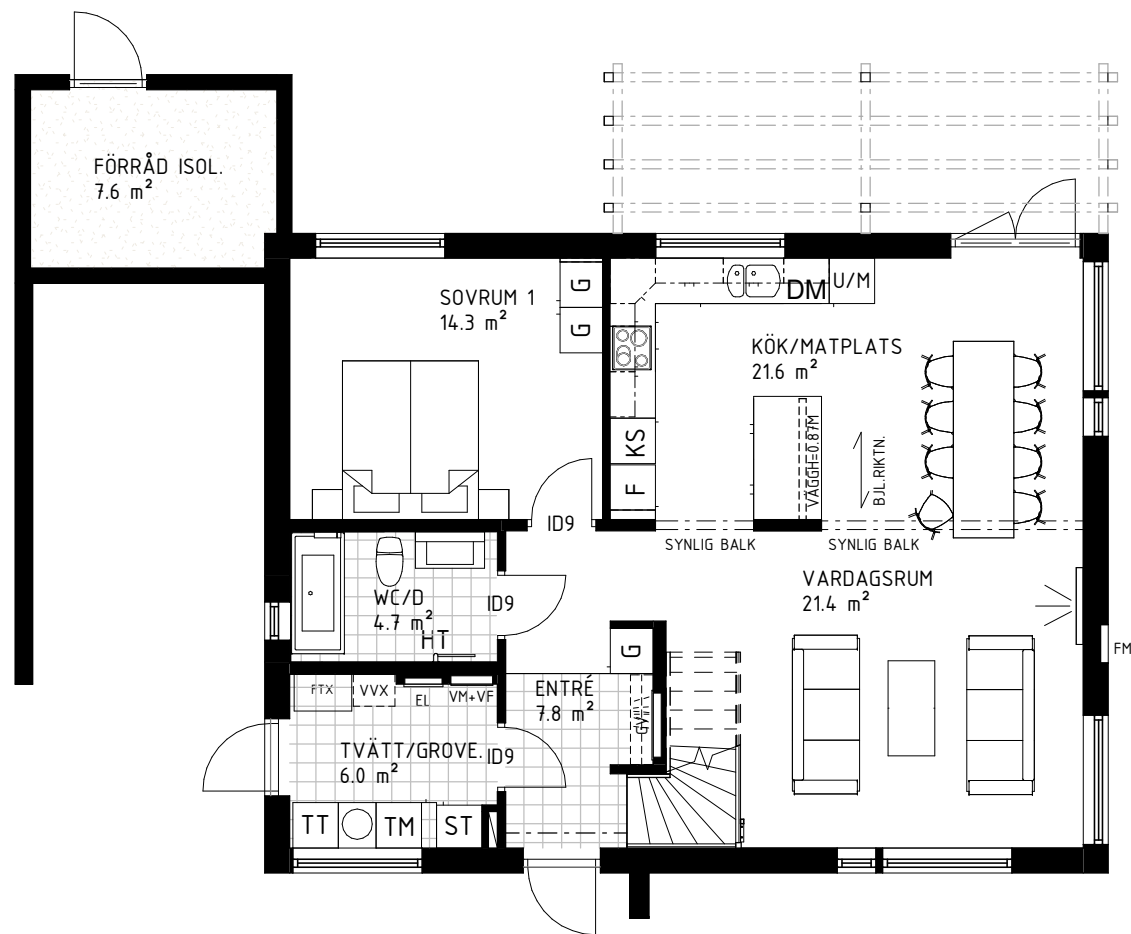 FÖRRÅD ISOL.
7.6 m²
SOVRUM 1
14.3 m²
G
G
DM
U/M
KÖK/MATPLATS
21.6 m²
KS
F
VÄGGH=0.87M
BJL.RIKTN.
ID9
SYNLIG BALK
SYNLIG BALK
VARDAGSRUM
21.4 m²
WC/D
4.7 m²
ID9
HT
G
FM
FTX
VVX
EL
VM+VF
ENTRÉ
7.8 m²
GV
TVÄTT/GROVE.
6.0 m²
ID9
TT
TM
ST